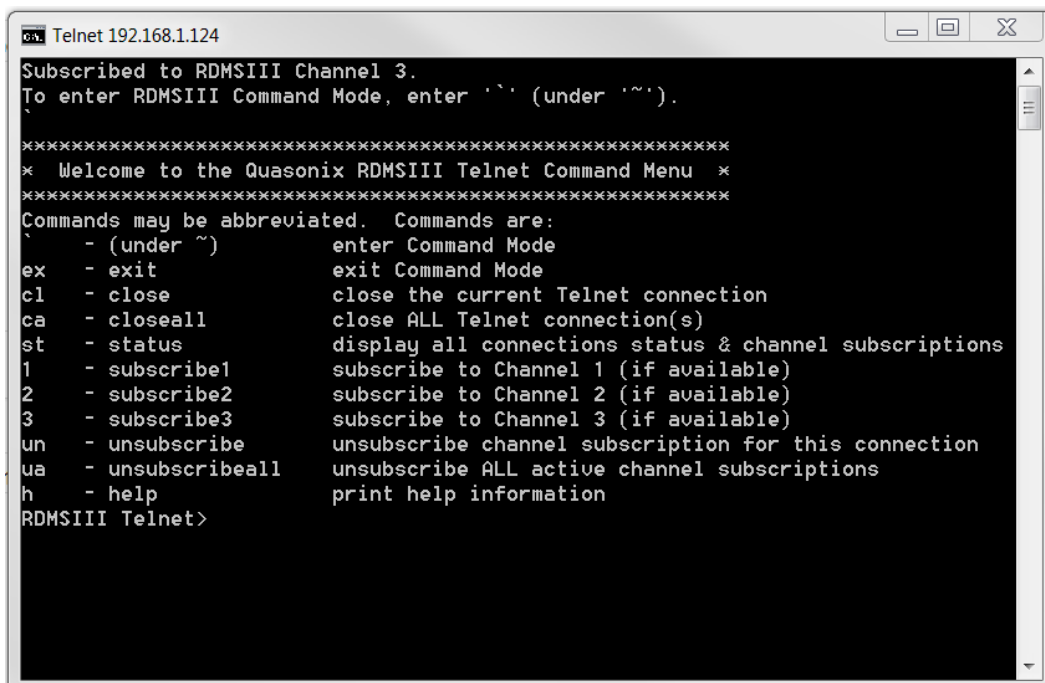 Telnet 192.168.1.124
Subscribed to RDMSIII Channel 3.
To enter RDMSIII Command Mode, enter '`' (under '~').
`
*********************************************************
*  Welcome to the Quasonix RDMSIII Telnet Command Menu  *
*********************************************************
Commands may be abbreviated.  Commands are:
`    - (under ~)         enter Command Mode
ex   - exit              exit Command Mode
cl   - close             close the current Telnet connection
ca   - closeall          close ALL Telnet connection(s)
st   - status            display all connections status & channel subscriptions
1    - subscribe1        subscribe to Channel 1 (if available)
2    - subscribe2        subscribe to Channel 2 (if available)
3    - subscribe3        subscribe to Channel 3 (if available)
un   - unsubscribe       unsubscribe channel subscription for this connection
ua   - unsubscribeall    unsubscribe ALL active channel subscriptions
h    - help              print help information
RDMSIII Telnet>